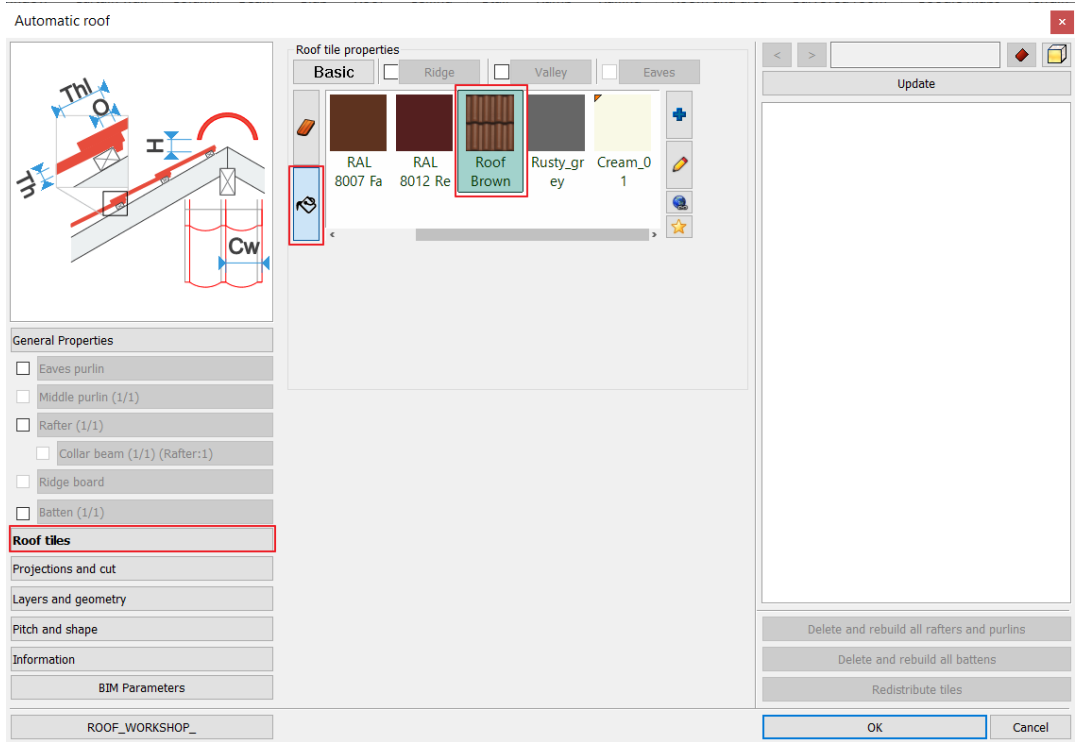 Automatic roof
×
Thl
O
H
Th
Cw
Roof tile properties
Basic
Ridge
Valley
Eaves
RAL
8007 Fa
RAL
8012 Re
Roof
Brown
Rusty_gr
ey
Cream_0
1
<
>
Update
General Properties
Eaves purlin
Middle purlin (1/1)
Rafter (1/1)
Collar beam (1/1) (Rafter:1)
Ridge board
Batten (1/1)
Roof tiles
Projections and cut
Layers and geometry
Pitch and shape
Information
BIM Parameters
ROOF_WORKSHOP_
Delete and rebuild all rafters and purlins
Delete and rebuild all battens
Redistribute tiles
OK
Cancel